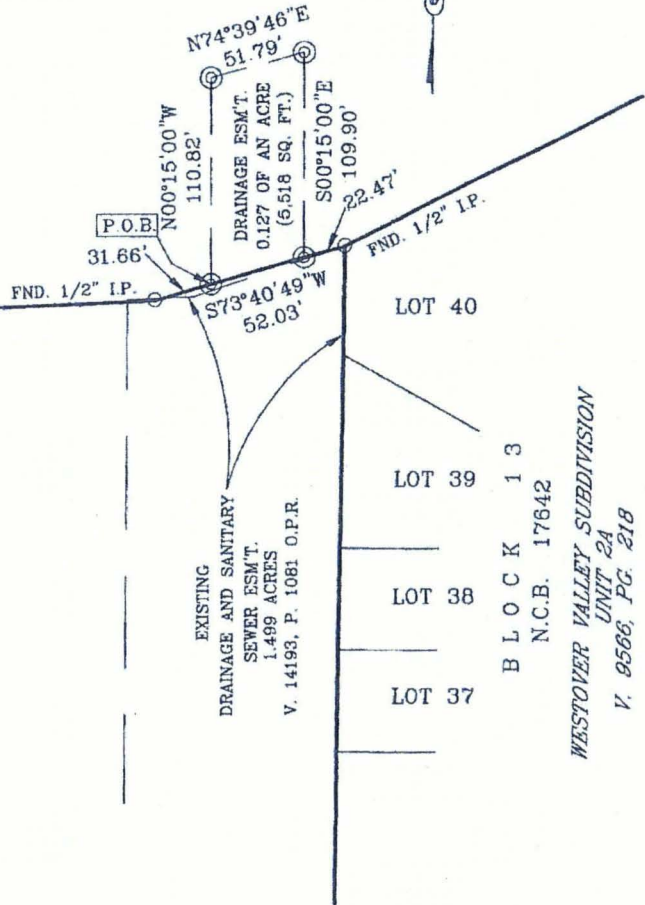 N74°39'46"E
51.79'
N00°15'00"W
110.82'
DRAINAGE ESM'T.
0.127 OF AN ACRE
(5,518 SQ. FT.)
S00°15'00"E
109.90'
22.47'
P.O.B.
31.66'
FND. 1/2" I.P.
FND. 1/2" I.P.
S73°40'49"W
52.03'
LOT 40
LOT 39
LOT 38
LOT 37
EXISTING
DRAINAGE AND SANITARY
SEWER ESM'T.
1.499 ACRES
V. 14193, P. 1081 O.P.R.
BLOCK 13
N.C.B. 17642
WESTOVER VALLEY SUBDIVISION
UNIT 2A
V. 9566, PG. 218